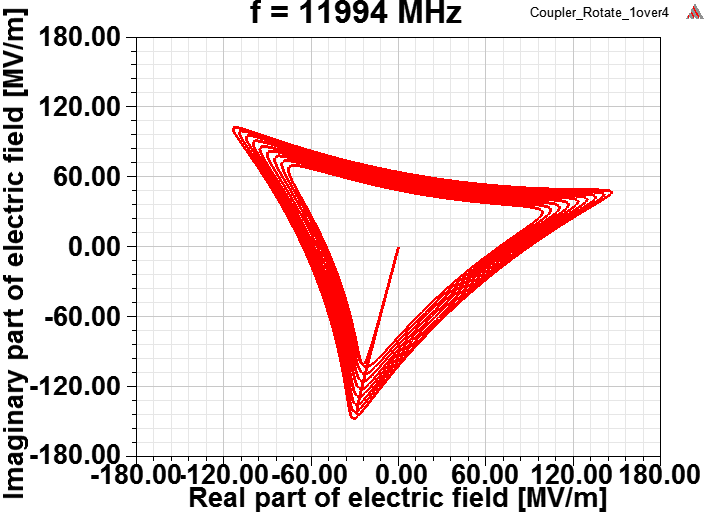 f = 11994 MHz
Coupler_Rotate_1over4
Imaginary part of electric field [MV/m]
180.00
120.00
60.00
0.00
-60.00
-120.00
-180.00
-180.00 -120.00 -60.00 0.00 60.00 120.00 180.00
Real part of electric field [MV/m]